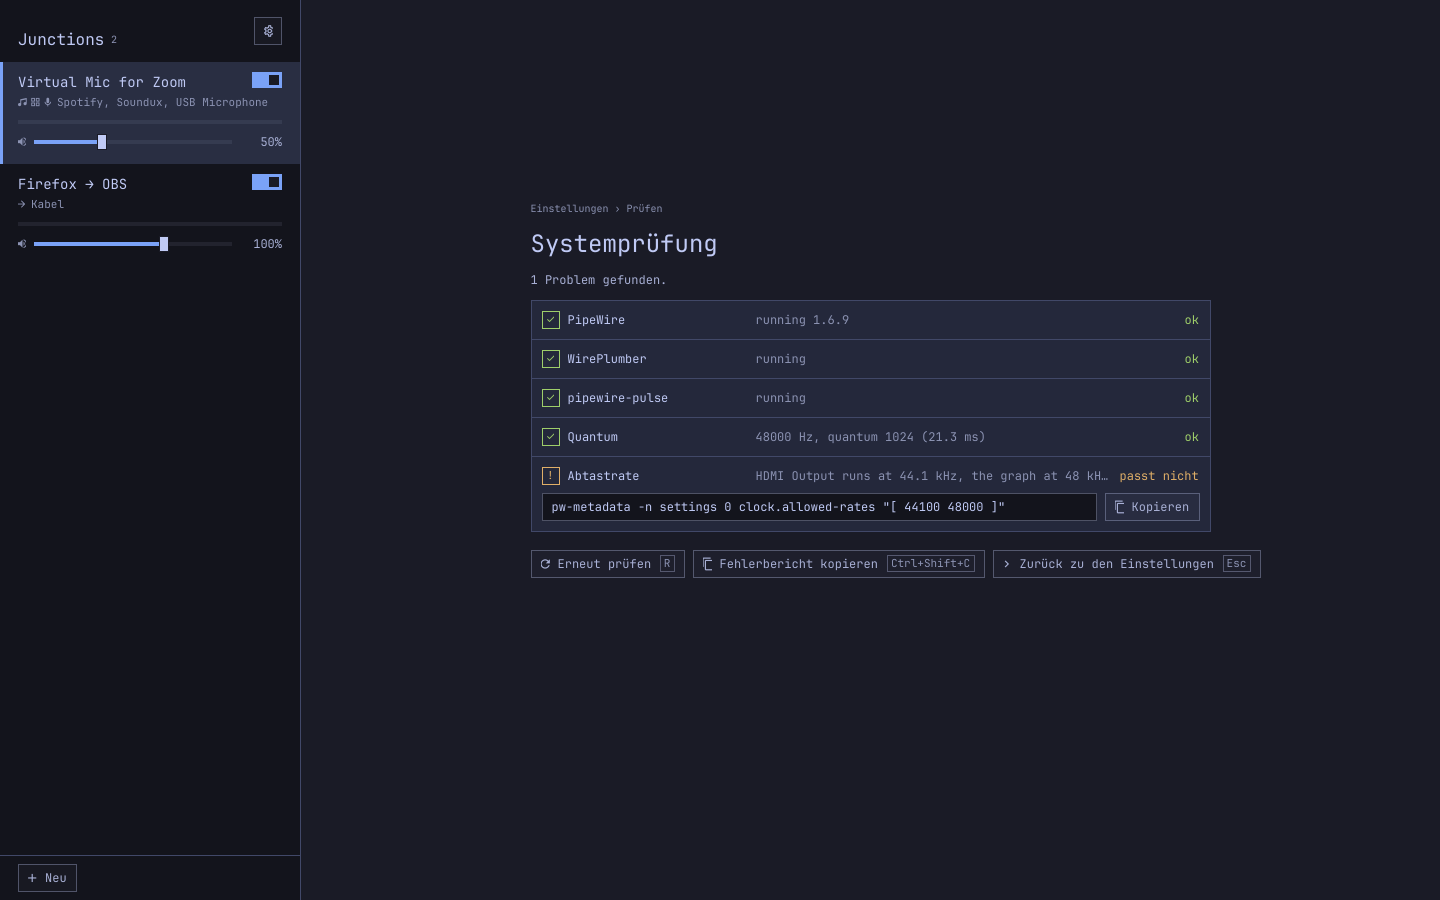 Junctions 2
Virtual Mic for Zoom
Spotify, Soundux, USB Microphone
50%
Firefox → OBS
→ Kabel
100%
+ Neu
Einstellungen › Prüfen
Systemprüfung
1 Problem gefunden.
PipeWire running 1.6.9 ok
WirePlumber running ok
pipewire-pulse running ok
Quantum 48000 Hz, quantum 1024 (21.3 ms) ok
! Abtastrate HDMI Output runs at 44.1 kHz, the graph at 48 kH… passt nicht
pw-metadata -n settings 0 clock.allowed-rates "[ 44100 48000 ]" Kopieren
Erneut prüfen R Fehlerbericht kopieren Ctrl+Shift+C Zurück zu den Einstellungen Esc